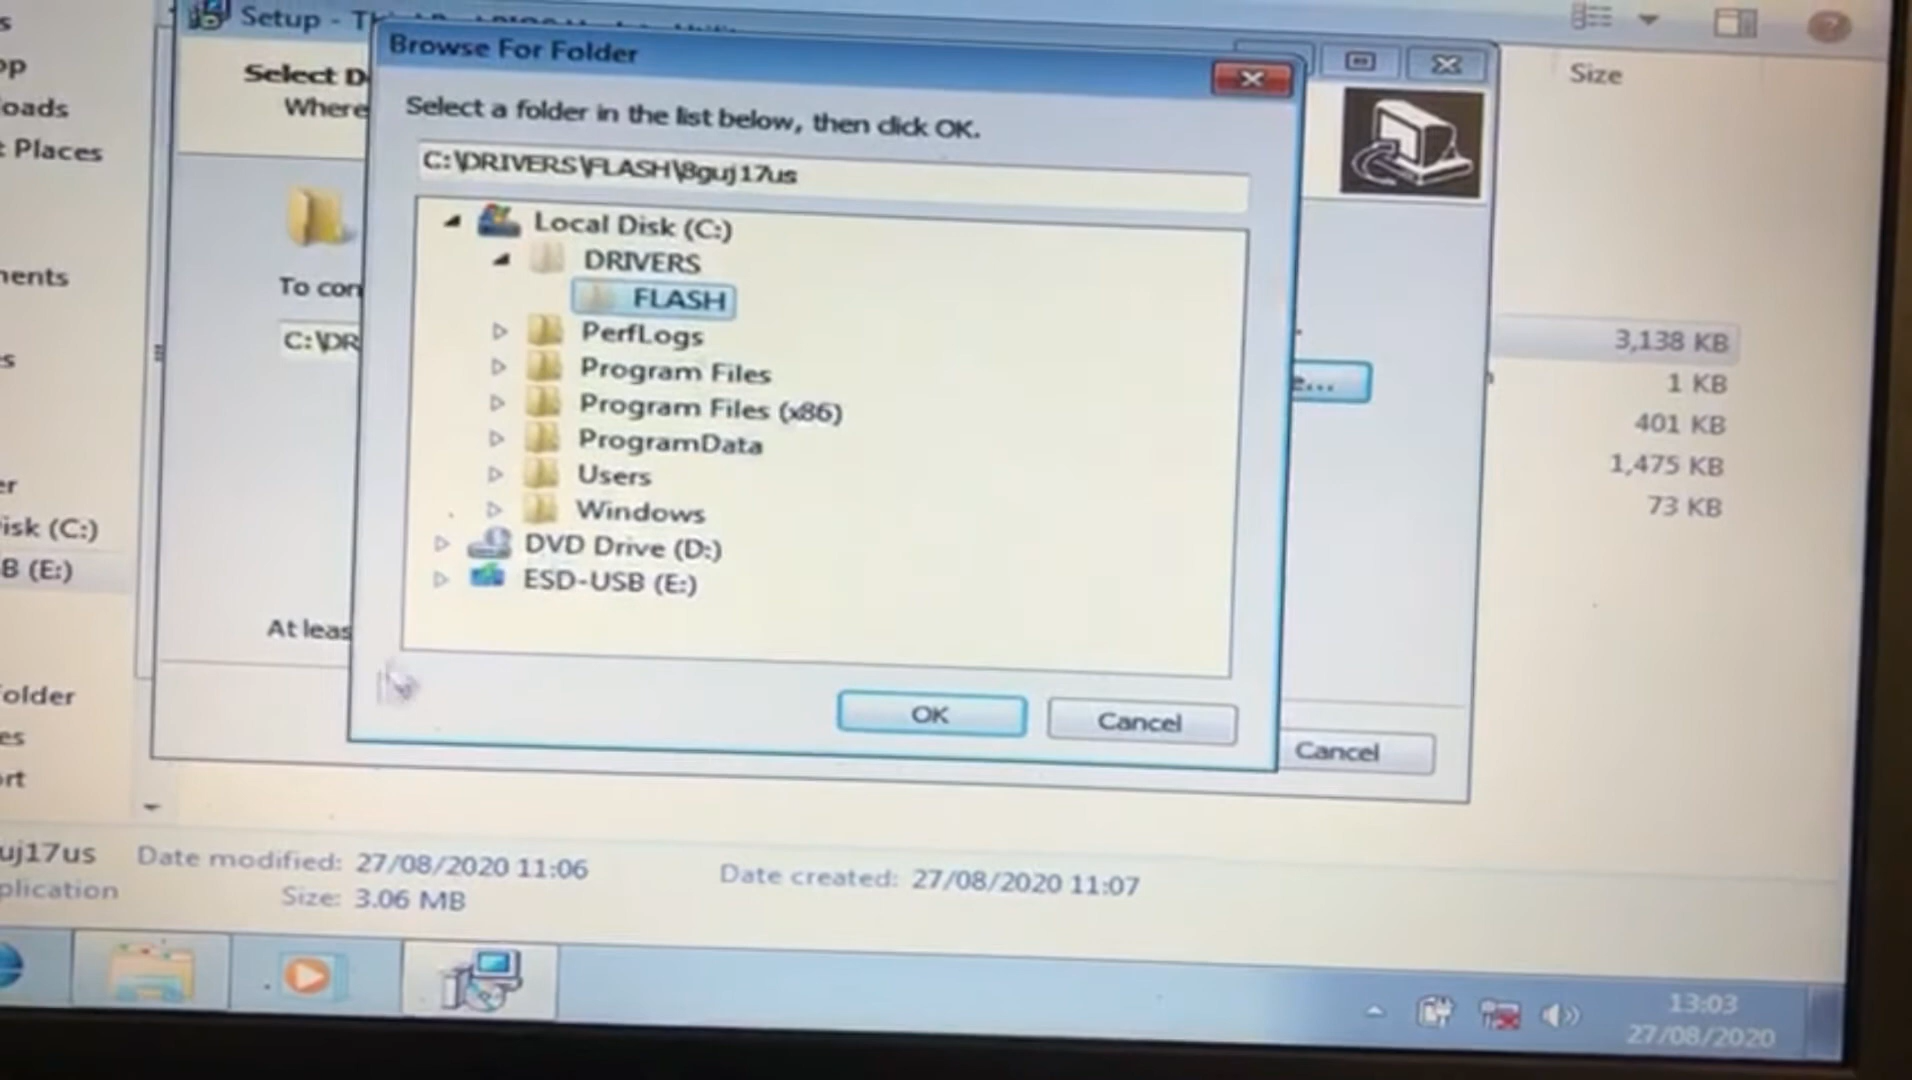 Setup -
Browse For Folder
Select D
Where
Select a folder in the list below, then click OK.
C:\DRIVERS\FLASH\8guj17us
Local Disk (C:)
DRIVERS
FLASH
PerfLogs
Program Files
Program Files (x86)
ProgramData
Users
Windows
DVD Drive (D:)
ESD-USB (E:)
OK
Cancel
Cancel
To con
C:\DR
At leas
e...
Size
3,138 KB
1 KB
401 KB
1,475 KB
73 KB
op
oads
t Places
ments
s
er
isk (C:)
B (E:)
older
es
ort
uj17us
plication
Date modified: 27/08/2020 11:06
Size: 3.06 MB
Date created: 27/08/2020 11:07
13:03
27/08/2020